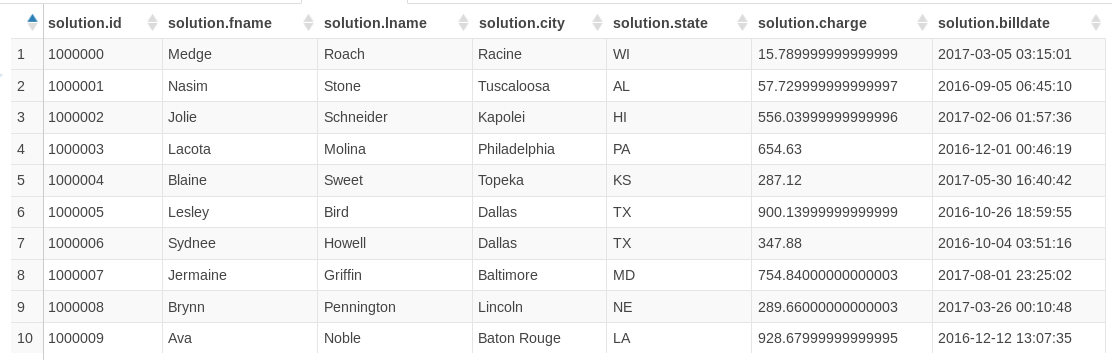 solution.id solution.fname solution.lname solution.city solution.state solution.charge solution.billdate
1 1000000 Medge Roach Racine WI 15.789999999999999 2017-03-05 03:15:01
2 1000001 Nasim Stone Tuscaloosa AL 57.729999999999997 2016-09-05 06:45:10
3 1000002 Jolie Schneider Kapolei HI 556.03999999999996 2017-02-06 01:57:36
4 1000003 Lacota Molina Philadelphia PA 654.63 2016-12-01 00:46:19
5 1000004 Blaine Sweet Topeka KS 287.12 2017-05-30 16:40:42
6 1000005 Lesley Bird Dallas TX 900.13999999999999 2016-10-26 18:59:55
7 1000006 Sydnee Howell Dallas TX 347.88 2016-10-04 03:51:16
8 1000007 Jermaine Griffin Baltimore MD 754.84000000000003 2017-08-01 23:25:02
9 1000008 Brynn Pennington Lincoln NE 289.66000000000003 2017-03-26 00:10:48
10 1000009 Ava Noble Baton Rouge LA 928.67999999999995 2016-12-12 13:07:35